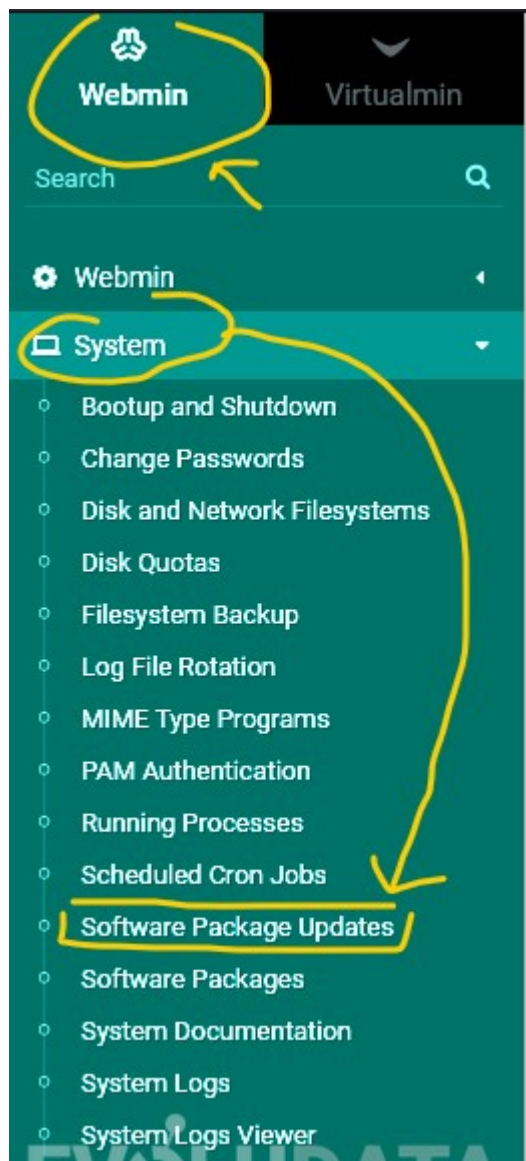 Webmin
Virtualmin
Search
Webmin
System
Bootup and Shutdown
Change Passwords
Disk and Network Filesystems
Disk Quotas
Filesystem Backup
Log File Rotation
MIME Type Programs
PAM Authentication
Running Processes
Scheduled Cron Jobs
Software Package Updates
Software Packages
System Documentation
System Logs
System Logs Viewer